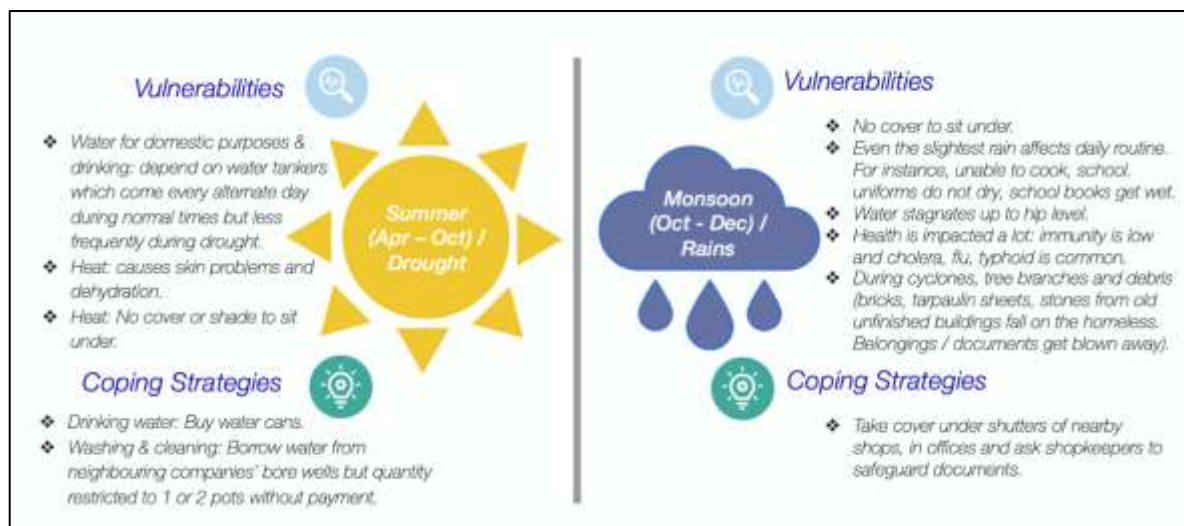 Vulnerabilities
❖ Water for domestic purposes &
drinking: depend on water tankers
which come every alternate day
during normal times but less
frequently during drought.
❖ Heat: causes skin problems and
dehydration.
❖ Heat: No cover or shade to sit
under.
Summer
(Apr – Oct) /
Drought
Coping Strategies
❖ Drinking water: Buy water cans.
❖ Washing & cleaning: Borrow water from
neighbouring companies' bore wells but quantity
restricted to 1 or 2 pots without payment.
Monsoon
(Oct - Dec) /
Rains
Vulnerabilities
❖ No cover to sit under.
❖ Even the slightest rain affects daily routine.
For instance, unable to cook, school
uniforms do not dry, school books get wet.
❖ Water stagnates up to hip level.
❖ Health is impacted a lot: immunity is low
and cholera, flu, typhoid is common.
❖ During cyclones, tree branches and debris
(bricks, tarpaulin sheets, stones from old
unfinished buildings fall on the homeless.
Belongings / documents get blown away).
Coping Strategies
❖ Take cover under shutters of nearby
shops, in offices and ask shopkeepers to
safeguard documents.